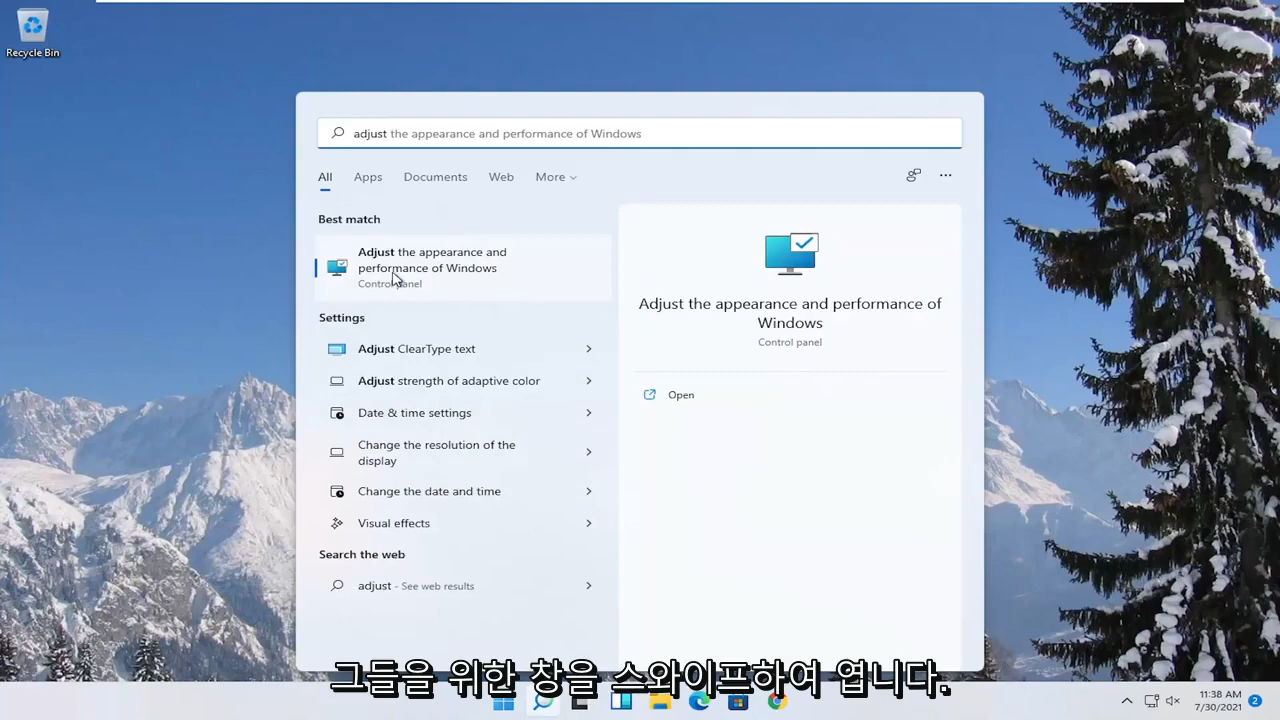 Recycle Bin
adjust the appearance and performance of Windows
All Apps Documents Web More
Best match
Adjust the appearance and
performance of Windows
Control panel
Settings
Adjust ClearType text
Adjust strength of adaptive color
Date & time settings
Change the resolution of the
display
Change the date and time
Visual effects
Search the web
adjust - See web results
Adjust the appearance and performance of
Windows
Control panel
Open
그들을 위한 창을 스와이프하여 엽니다.
11:38 AM
7/30/2021
2